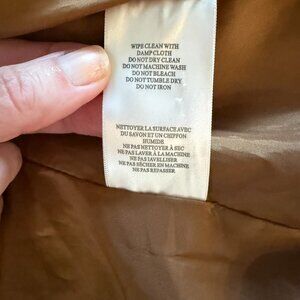 WIPE CLEAN WITH
DAMP CLOTH
DO NOT DRY CLEAN
DO NOT MACHINE WASH
DO NOT BLEACH
DO NOT TUMBLE DRY
DO NOT IRON
NETTOYER LA SURFACE AVEC
DU SAVON ET UN CHIFFON
HUMIDE
NE PAS NETTOYER À SEC
NE PAS LAVER À LA MACHINE
NE PAS JAVELLISER
NE PAS SÉCHER EN MACHINE
NE PAS REPASSER